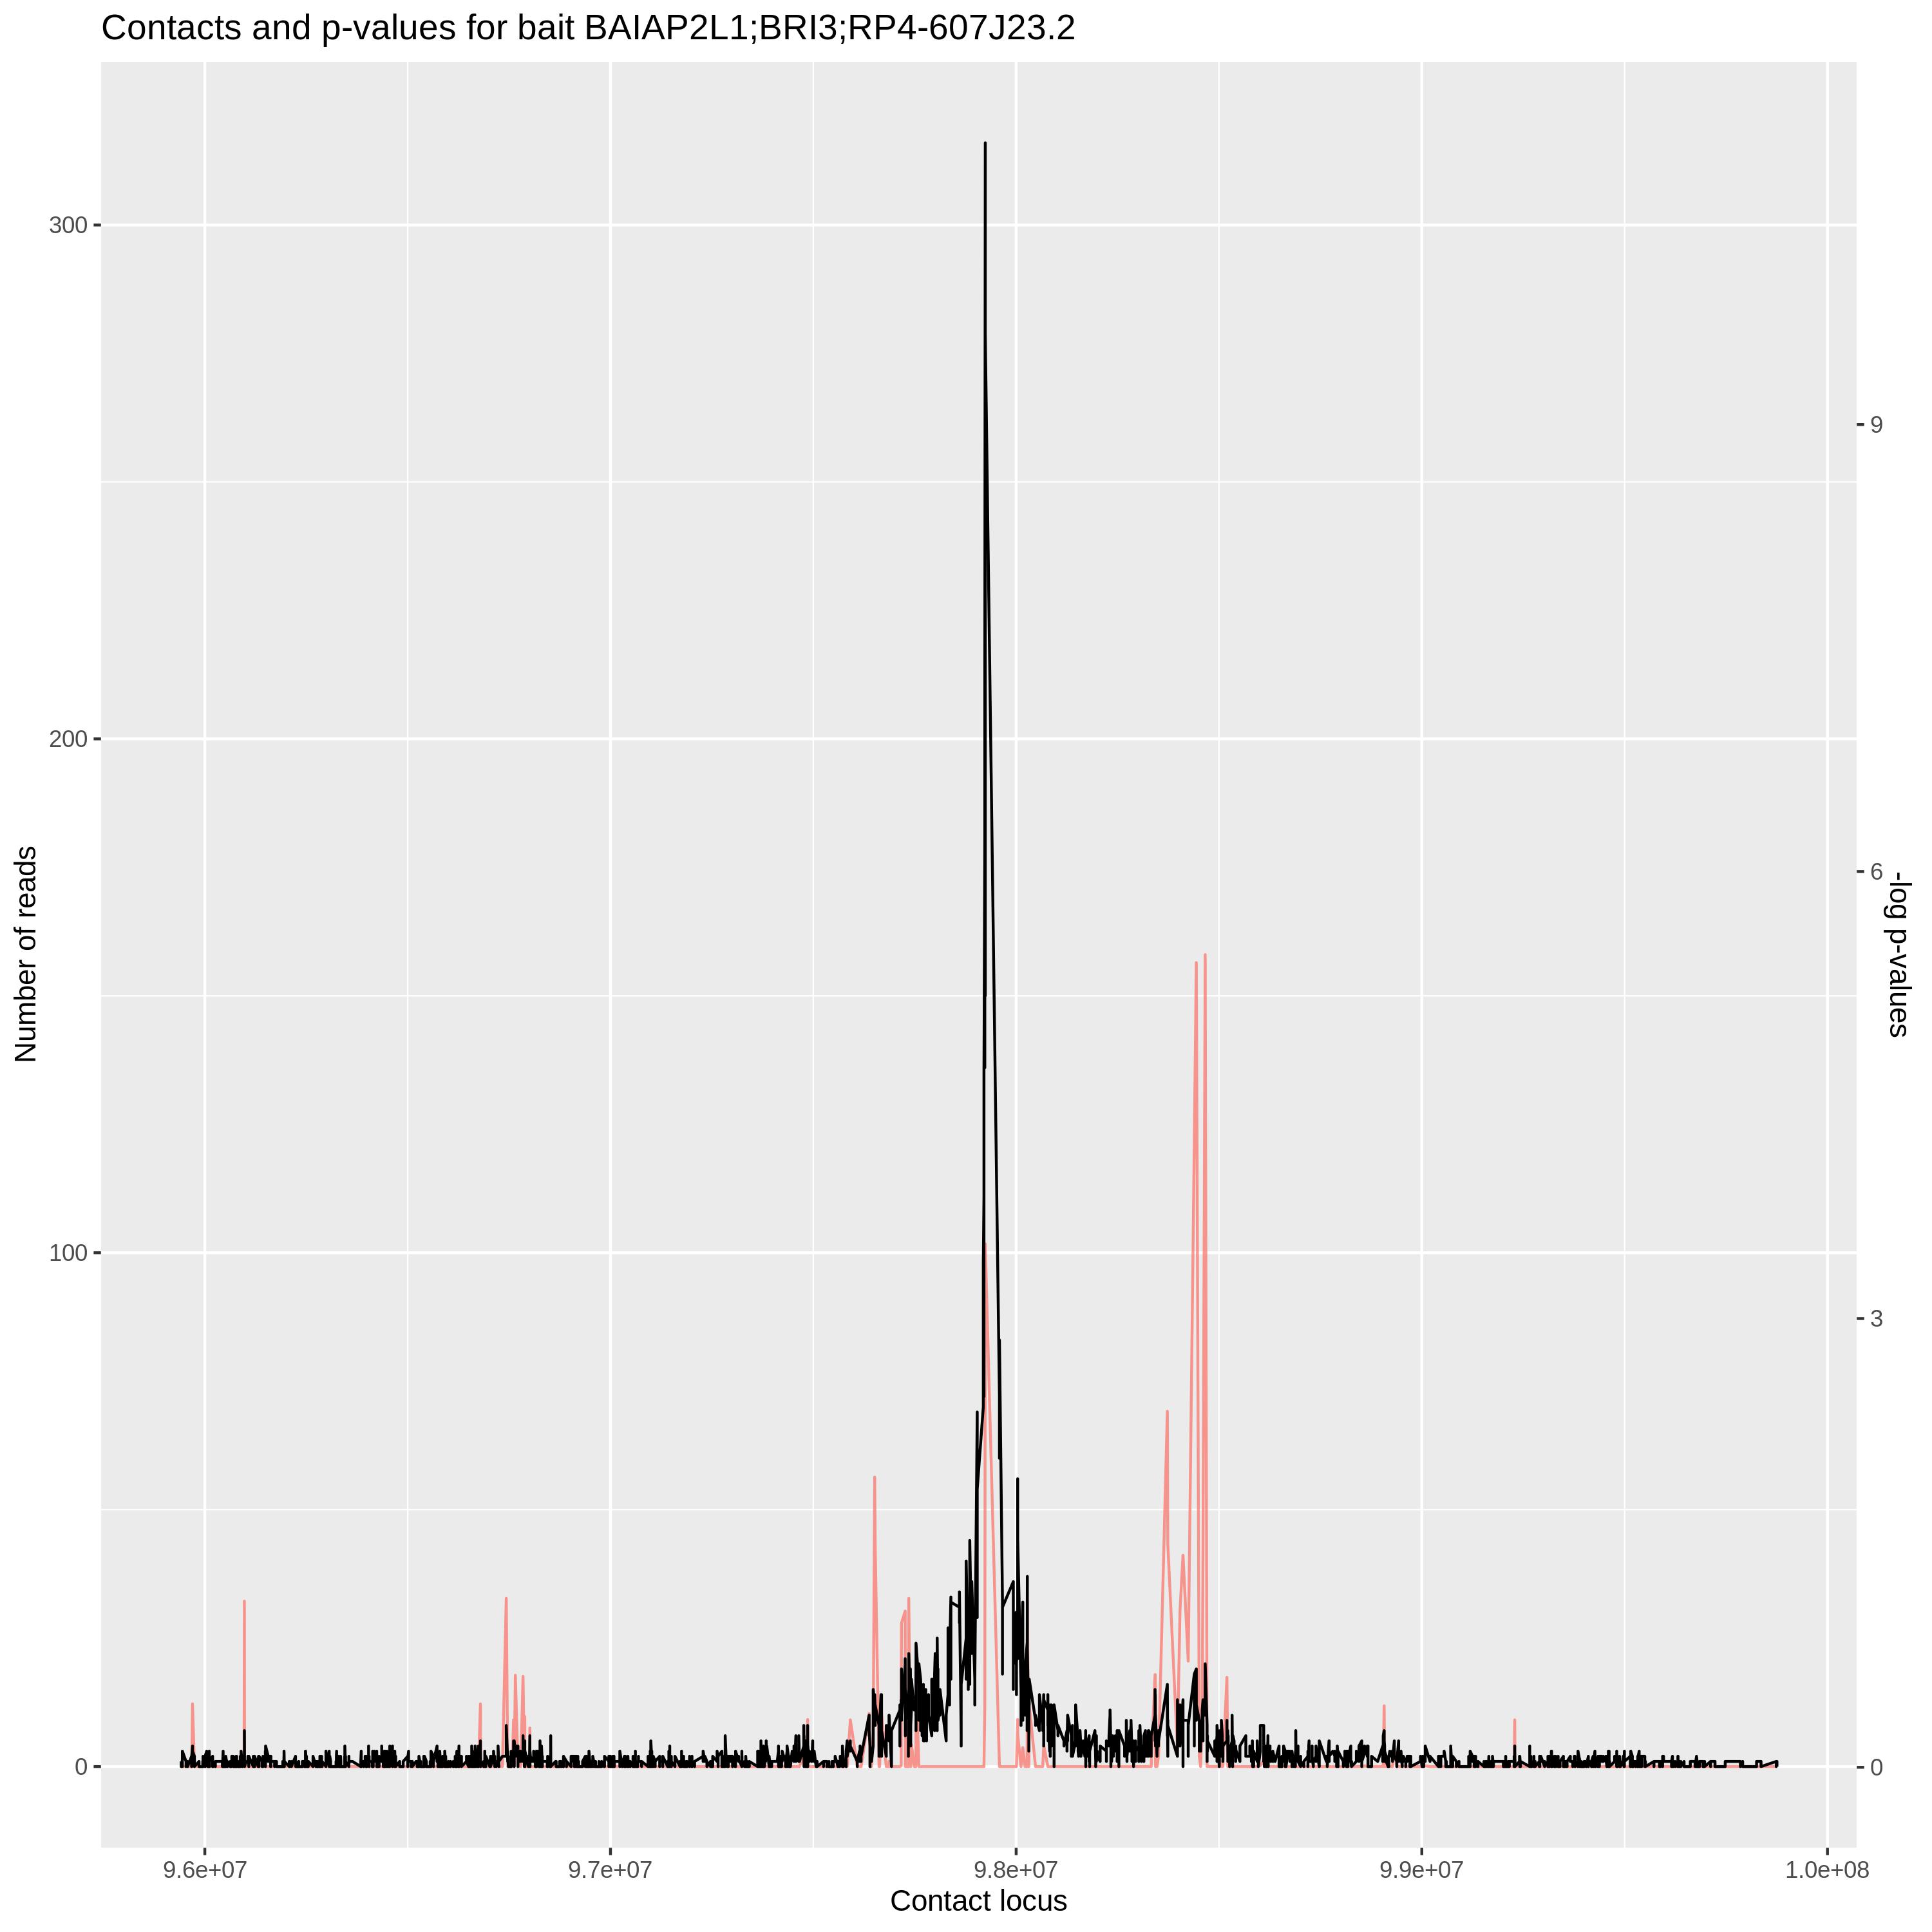 Contacts and p-values for bait BAIAP2L1;BRI3;RP4-607J23.2
300
200
100
0
Number of reads
9
6
3
0
-log p-values
9.6e+07
9.7e+07
9.8e+07
9.9e+07
1.0e+08
Contact locus